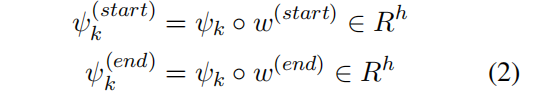 ψ_k^{(start)} = ψ_k ∘ w^{(start)} ∈ R^h
ψ_k^{(end)} = ψ_k ∘ w^{(end)} ∈ R^h (2)